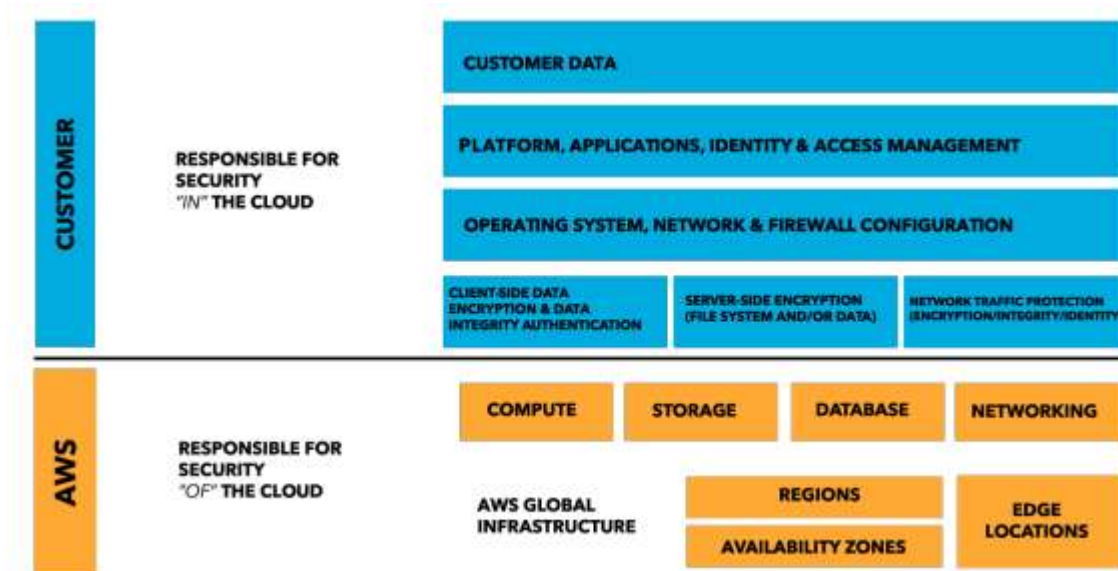 CUSTOMER
RESPONSIBLE FOR
SECURITY
"IN" THE CLOUD
CUSTOMER DATA
PLATFORM, APPLICATIONS, IDENTITY & ACCESS MANAGEMENT
OPERATING SYSTEM, NETWORK & FIREWALL CONFIGURATION
CLIENT-SIDE DATA
ENCRYPTION & DATA
INTEGRITY AUTHENTICATION
SERVER-SIDE ENCRYPTION
(FILE SYSTEM AND/OR DATA)
NETWORK TRAFFIC PROTECTION
(ENCRYPTION/INTEGRITY/IDENTITY
AWS
RESPONSIBLE FOR
SECURITY
"OF" THE CLOUD
COMPUTE
STORAGE
DATABASE
NETWORKING
AWS GLOBAL
INFRASTRUCTURE
REGIONS
AVAILABILITY ZONES
EDGE
LOCATIONS